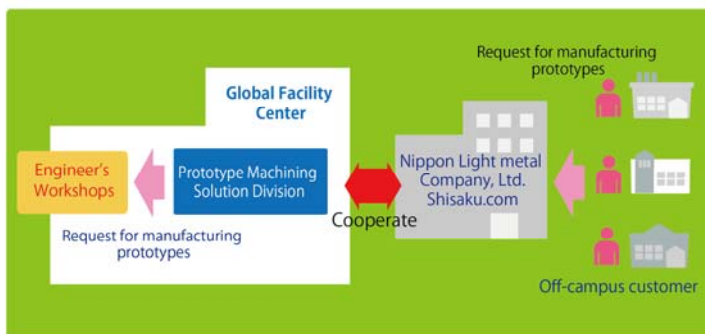 Global Facility
Center
Engineer's
Workshops
Prototype Machining
Solution Division
Request for manufacturing
prototypes
Cooperate
Nippon Light metal
Company, Ltd.
Shisaku.com
Request for manufacturing
prototypes
Off-campus customer